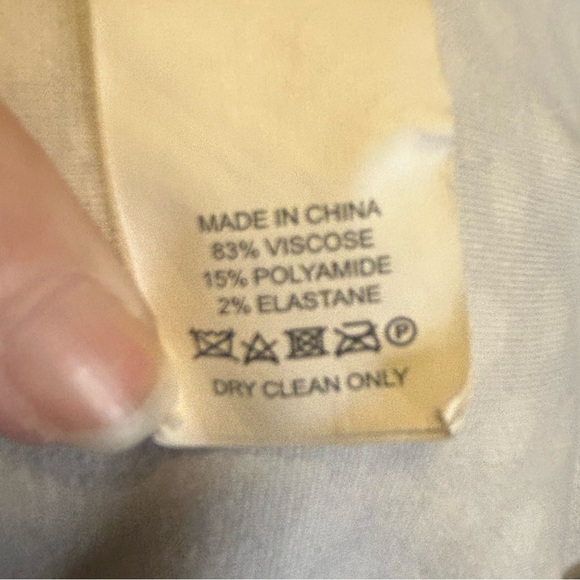 MADE IN CHINA
83% VISCOSE
15% POLYAMIDE
2% ELASTANE
P
DRY CLEAN ONLY